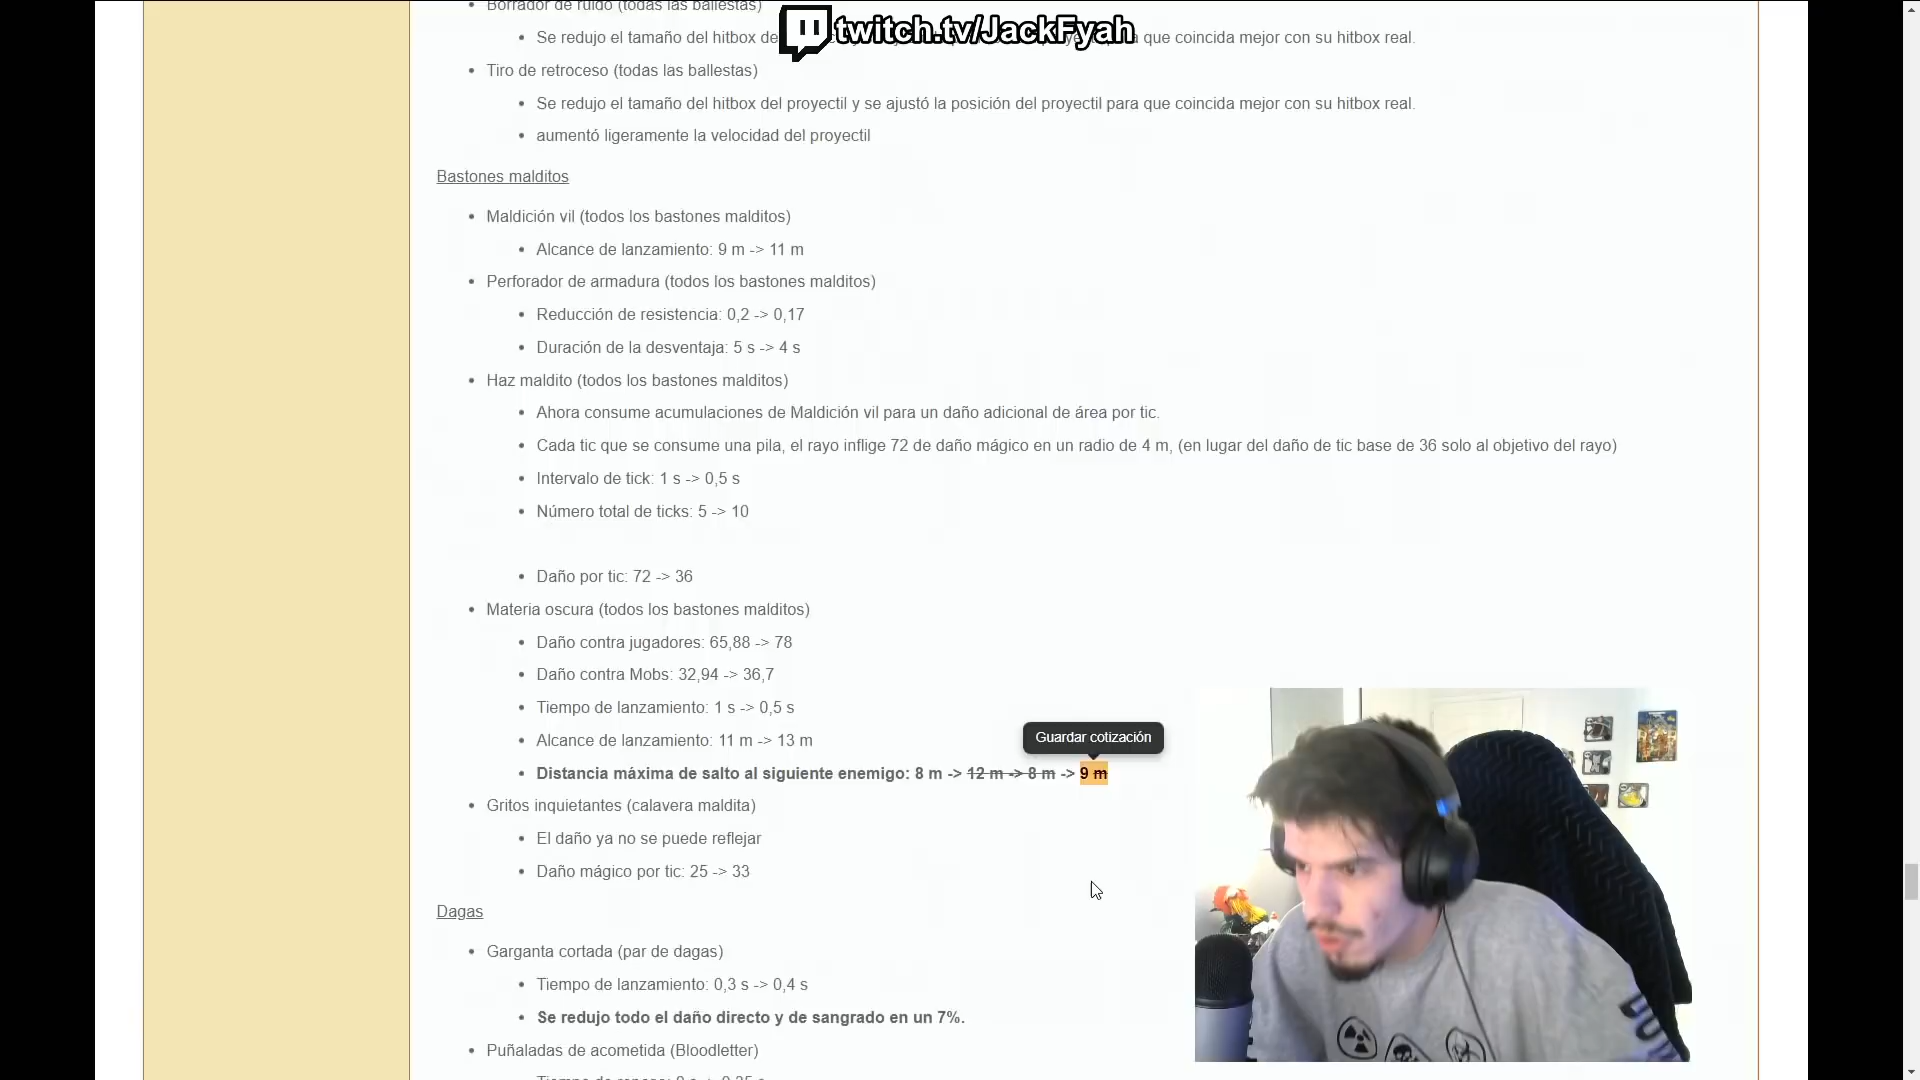 Borrador de ruido (todas las ballestas)
twitch.tv/JackFyah
Se redujo el tamaño del hitbox de que coincida mejor con su hitbox real.
Tiro de retroceso (todas las ballestas)
Se redujo el tamaño del hitbox del proyectil y se ajustó la posición del proyectil para que coincida mejor con su hitbox real.
aumentó ligeramente la velocidad del proyectil
Bastones malditos
Maldición vil (todos los bastones malditos)
Alcance de lanzamiento: 9 m -> 11 m
Perforador de armadura (todos los bastones malditos)
Reducción de resistencia: 0,2 -> 0,17
Duración de la desventaja: 5 s -> 4 s
Haz maldito (todos los bastones malditos)
Ahora consume acumulaciones de Maldición vil para un daño adicional de área por tic.
Cada tic que se consume una pila, el rayo inflige 72 de daño mágico en un radio de 4 m, (en lugar del daño de tic base de 36 solo al objetivo del rayo)
Intervalo de tick: 1 s -> 0,5 s
Número total de ticks: 5 -> 10
Daño por tic: 72 -> 36
Materia oscura (todos los bastones malditos)
Daño contra jugadores: 65,88 -> 78
Daño contra Mobs: 32,94 -> 36,7
Tiempo de lanzamiento: 1 s -> 0,5 s
Alcance de lanzamiento: 11 m -> 13 m
Guardar cotización
Distancia máxima de salto al siguiente enemigo: 8 m -> 12 m -> 8 m -> 9 m
Gritos inquietantes (calavera maldita)
El daño ya no se puede reflejar
Daño mágico por tic: 25 -> 33
Dagas
Garganta cortada (par de dagas)
Tiempo de lanzamiento: 0,3 s -> 0,4 s
Se redujo todo el daño directo y de sangrado en un 7%.
Puñaladas de acometida (Bloodletter)